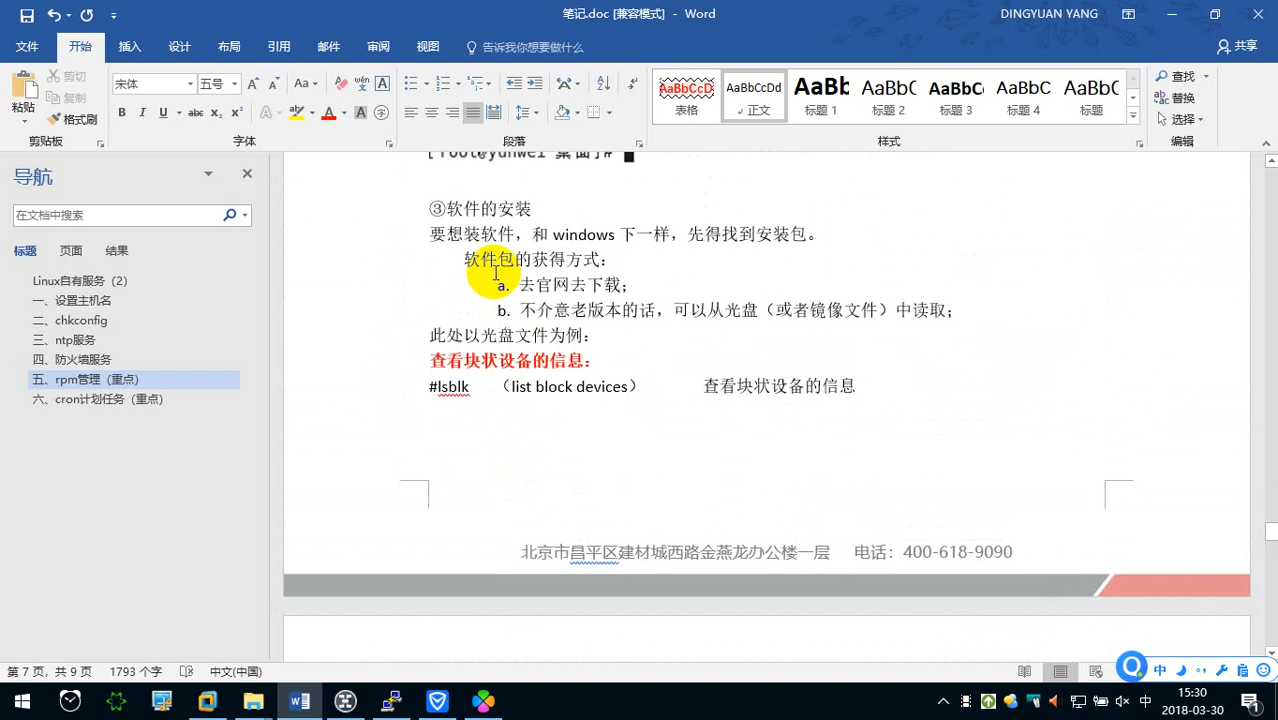 笔记.doc [兼容模式] - Word
DINGYUAN YANG
文件 开始 插入 设计 布局 引用 邮件 审阅 视图 告诉我你想要做什么 共享
粘贴
剪切
复制
格式刷
宋体 五号
AaBbCcD AaBbCcDd AaBb AaBbC AaBbC AaBbC AaBbC
表格 正文 标题 1 标题 2 标题 3 标题 4 标题
查找
替换
选择
剪贴板 字体 段落 样式 编辑
导航
在文档中搜索
标题 页面 结果
Linux自有服务（2）
一、设置主机名
二、chkconfig
三、ntp服务
四、防火墙服务
五、rpm管理（重点）
六、cron计划任务（重点）
[root@yunwei 桌面]#
③软件的安装
要想装软件，和 windows 下一样，先得找到安装包。
软件包的获得方式：
a. 去官网去下载；
b. 不介意老版本的话，可以从光盘（或者镜像文件）中读取；
此处以光盘文件为例：
查看块状设备的信息：
#lsblk （list block devices） 查看块状设备的信息
北京市昌平区建材城西路金燕龙办公楼一层 电话：400-618-9090
第 7 页，共 9 页 1793 个字 中文(中国)
中
中
15:30
2018-03-30